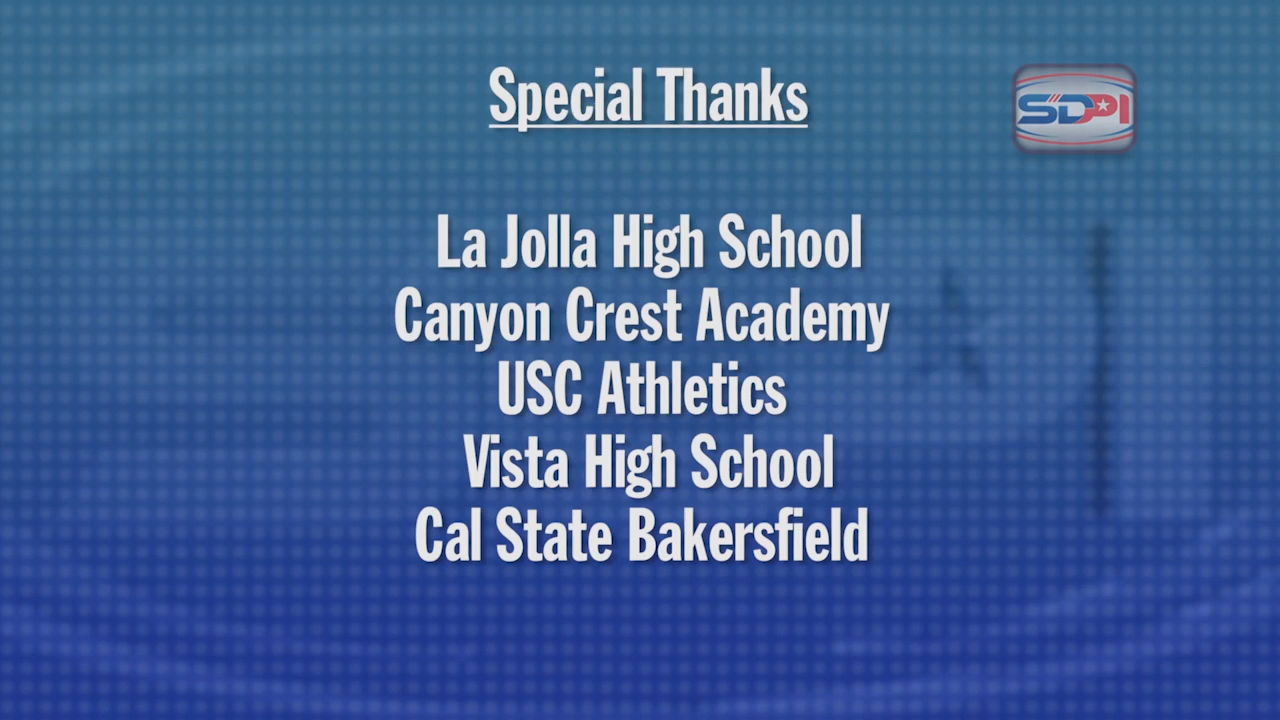 Special Thanks
SDPI
La Jolla High School
Canyon Crest Academy
USC Athletics
Vista High School
Cal State Bakersfield